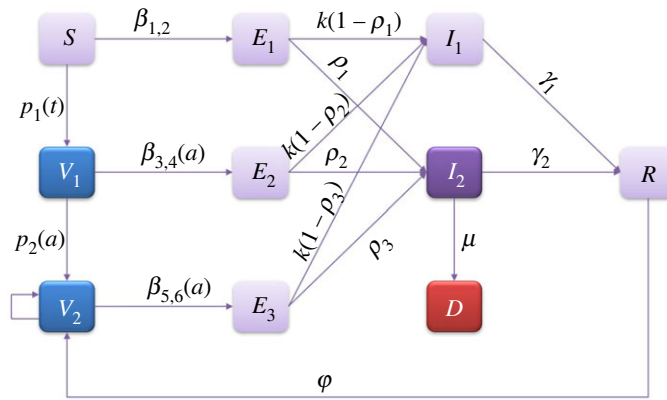 S β₁,₂ E₁ k(1 − ρ₁) I₁
p₁(t) ρ₁ γ₁
k(1 − ρ₂)
V₁ β₃,₄(a) E₂ ρ₂ I₂ γ₂ R
p₂(a) k(1 − ρ₃) ρ₃ μ
V₂ β₅,₆(a) E₃ D
φ